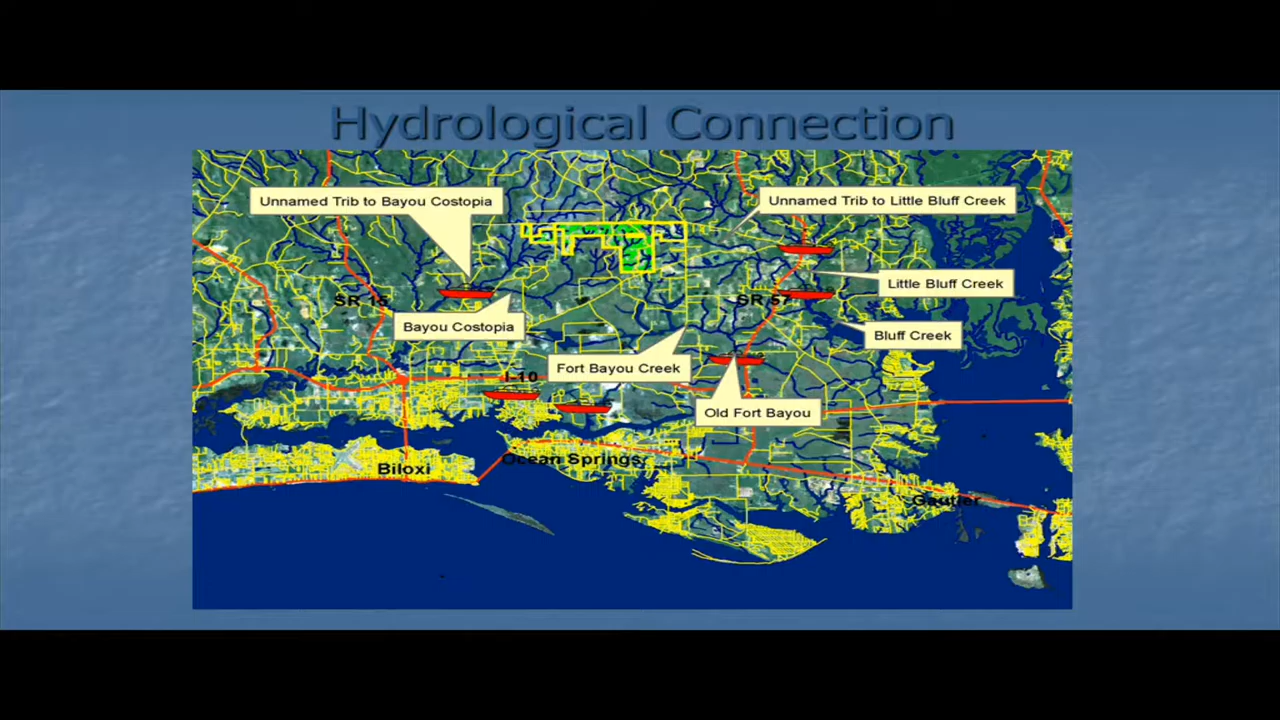 Hydrological Connection
Unnamed Trib to Bayou Costopia
Unnamed Trib to Little Bluff Creek
Little Bluff Creek
SR 15
SR 57
Bayou Costopia
Bluff Creek
Fort Bayou Creek
I-10
Old Fort Bayou
Ocean Springs
Biloxi
Gautier